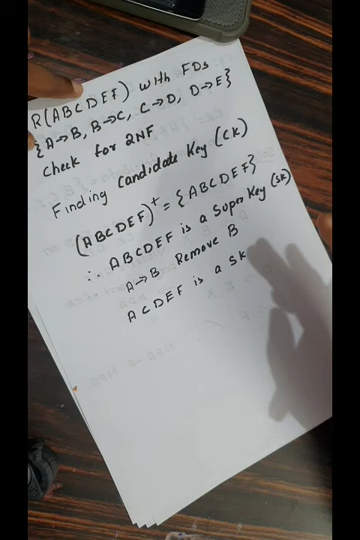 R(ABCDEF) with FDs
{A→B, B→C, C→D, D→E}
Check for 2NF
Finding Candidate Key (CK)
(ABCDEF)⁺ = {ABCDEF}
∴ ABCDEF is a Super Key (SK)
A→B Remove B
ACDEF is a SK